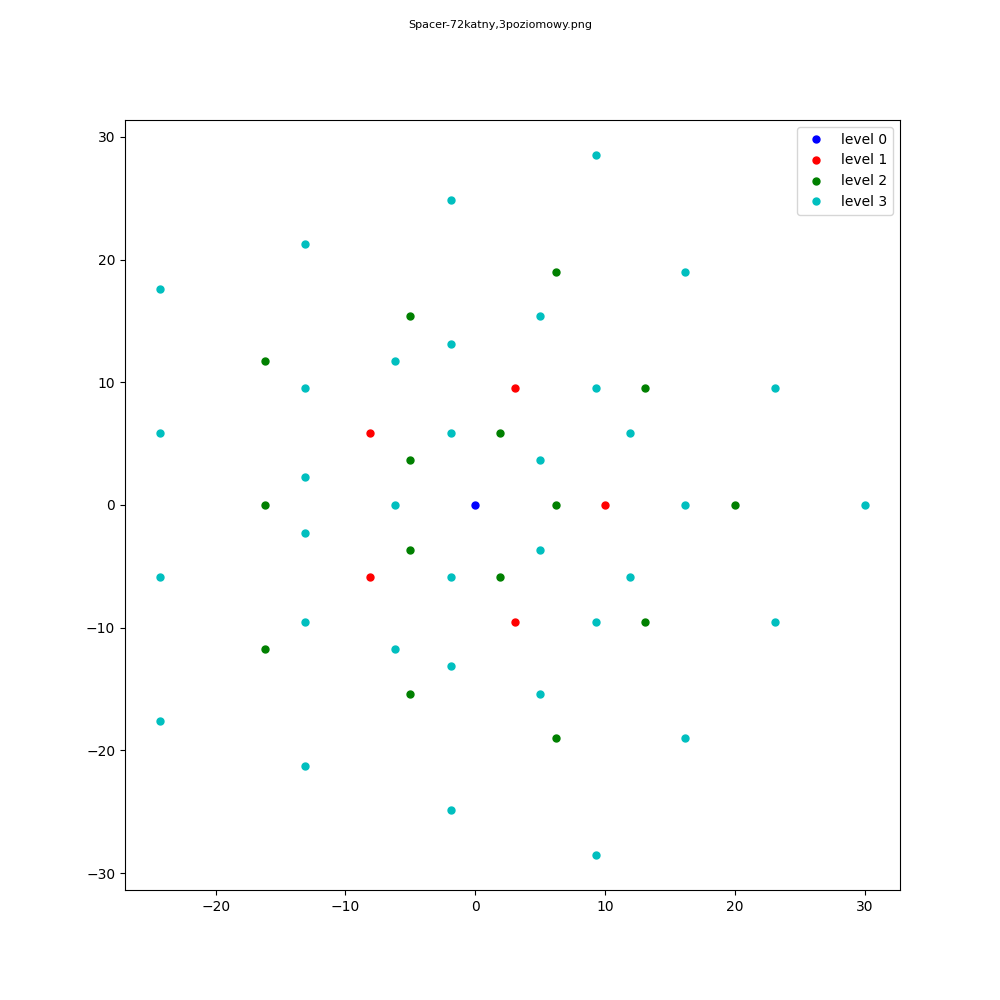 Spacer-72katny,3poziomowy.png
level 0
level 1
level 2
level 3
30
20
10
0
−10
−20
−30
−20 −10 0 10 20 30